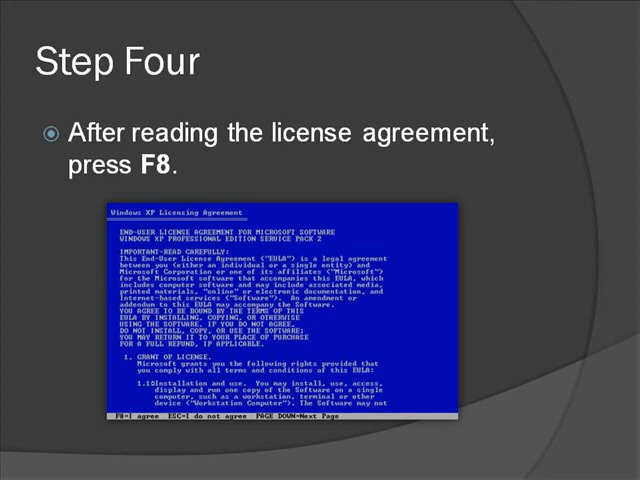 Step Four
After reading the license agreement,
press F8.
Windows XP Licensing Agreement
END-USER LICENSE AGREEMENT FOR MICROSOFT SOFTWARE
WINDOWS XP PROFESSIONAL EDITION SERVICE PACK 2
IMPORTANT-READ CAREFULLY:
This End-User License Agreement ("EULA") is a legal agreement
between you (either an individual or a single entity) and
Microsoft Corporation or one of its affiliates ("Microsoft")
for the Microsoft software that accompanies this EULA, which
includes computer software and may include associated media,
printed materials, "online" or electronic documentation, and
Internet-based services ("Software"). An amendment or
addendum to this EULA may accompany the Software.
YOU AGREE TO BE BOUND BY THE TERMS OF THIS
EULA BY INSTALLING, COPYING, OR OTHERWISE
USING THE SOFTWARE. IF YOU DO NOT AGREE,
DO NOT INSTALL, COPY, OR USE THE SOFTWARE;
YOU MAY RETURN IT TO YOUR PLACE OF PURCHASE
FOR A FULL REFUND, IF APPLICABLE.
1. GRANT OF LICENSE.
Microsoft grants you the following rights provided that
you comply with all terms and conditions of this EULA:
Installation and use. You may install, use, access,
display and run one copy of the Software on a single
computer, such as a workstation, terminal or other
device ("Workstation Computer"). The Software may not
F8=I agree ESC=I do not agree PAGE DOWN=Next Page